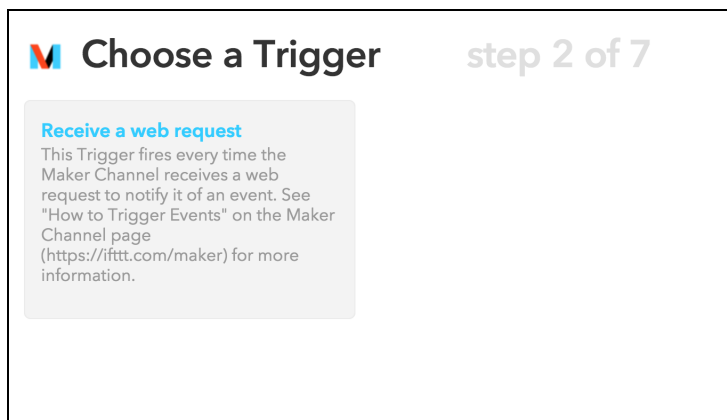 Choose a Trigger step 2 of 7
Receive a web request
This Trigger fires every time the
Maker Channel receives a web
request to notify it of an event. See
"How to Trigger Events" on the Maker
Channel page
(https://ifttt.com/maker) for more
information.